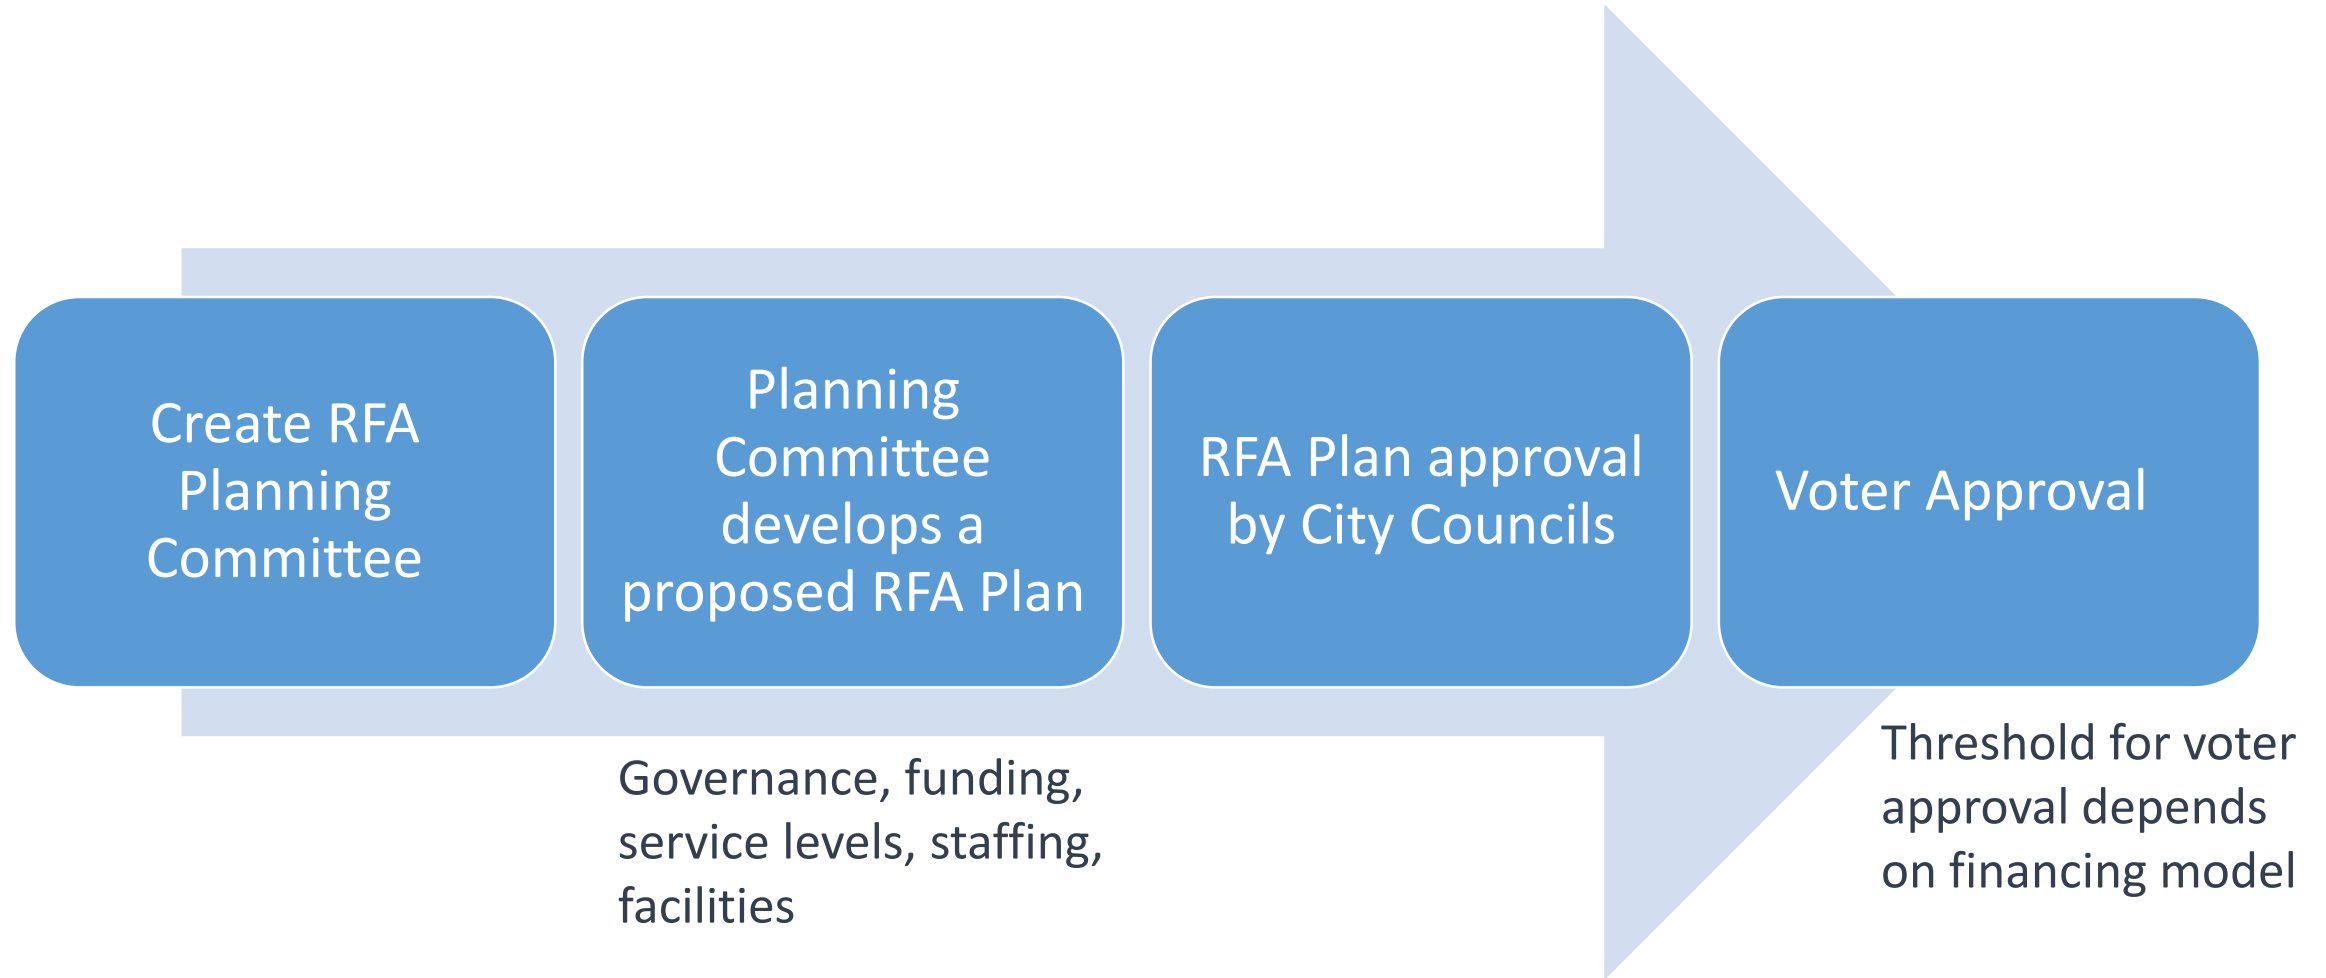 Create RFA
Planning
Committee
Planning
Committee
develops a
proposed RFA Plan
RFA Plan approval
by City Councils
Voter Approval
Governance, funding,
service levels, staffing,
facilities
Threshold for voter
approval depends
on financing model